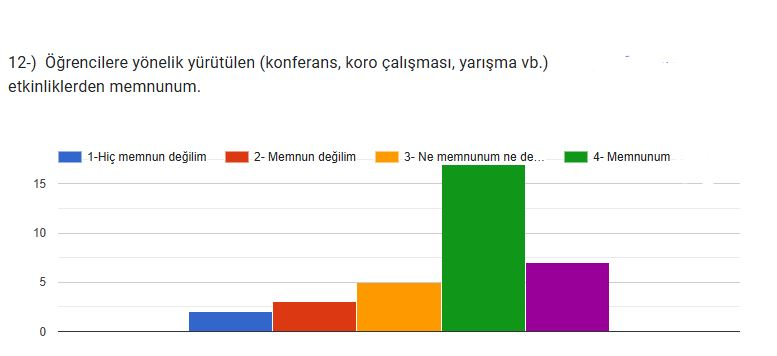 12-) Öğrencilere yönelik yürütülen (konferans, koro çalışması, yarışma vb.)
etkinliklerden memnunum.
1-Hiç memnun değilim 2- Memnun değilim 3- Ne memnunum ne de... 4- Memnunum
15
10
5
0